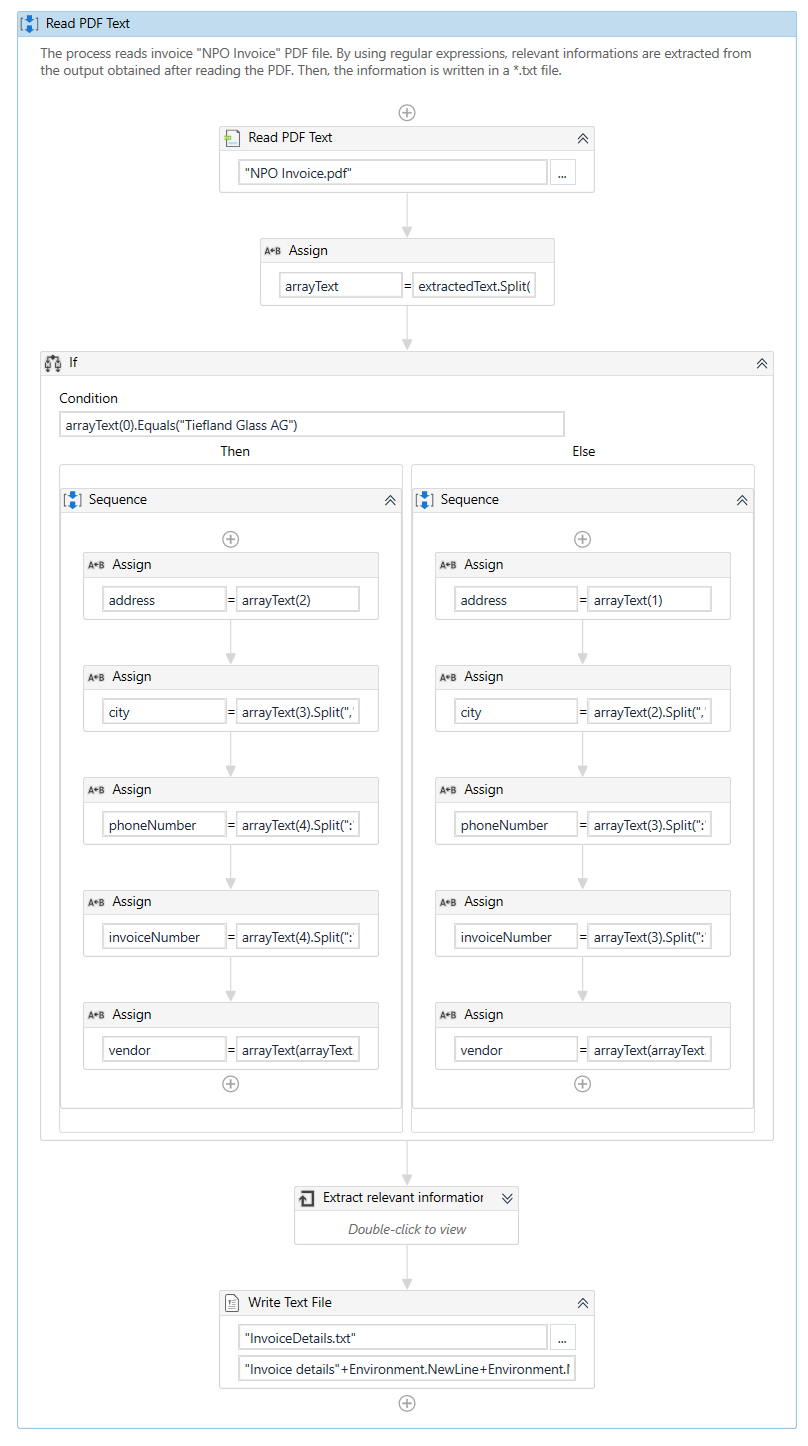 Read PDF Text
The process reads invoice "NPO Invoice" PDF file. By using regular expressions, relevant informations are extracted from
the output obtained after reading the PDF. Then, the information is written in a *.txt file.
Read PDF Text
"NPO Invoice.pdf"
...
A+B Assign
arrayText = extractedText.Split(
If
Condition
arrayText(0).Equals("Tiefland Glass AG")
Then
Sequence
A+B Assign
address = arrayText(2)
A+B Assign
city = arrayText(3).Split(",
A+B Assign
phoneNumber = arrayText(4).Split(":
A+B Assign
invoiceNumber = arrayText(4).Split(":
A+B Assign
vendor = arrayText(arrayText.
Else
Sequence
A+B Assign
address = arrayText(1)
A+B Assign
city = arrayText(2).Split(",
A+B Assign
phoneNumber = arrayText(3).Split(":
A+B Assign
invoiceNumber = arrayText(3).Split(":
A+B Assign
vendor = arrayText(arrayText.
Extract relevant information
Double-click to view
Write Text File
"InvoiceDetails.txt"
...
"Invoice details"+Environment.NewLine+Environment.N